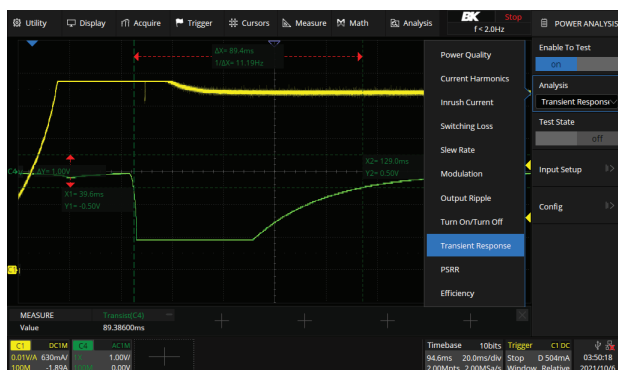 Utility Display Acquire Trigger Cursors Measure Math Analysis BK Stop
f < 2.0Hz
POWER ANALYSIS
ΔX= 89.4ms
1/ΔX= 11.19Hz
ΔY= 1.00V
X1= 39.6ms
Y1= -0.50V
X2= 129.0ms
Y2= 0.50V
C4
C1
Power Quality
Current Harmonics
Inrush Current
Switching Loss
Slew Rate
Modulation
Output Ripple
Turn On/Turn Off
Transient Response
PSRR
Efficiency
Enable To Test
on
Analysis
Transient Response
Test State
off
Input Setup
Config
MEASURE Transis(C4)
Value 89.38600ms
C1 DC1M
0.01V/A 630mA/
100M -1.89A
C4 AC1M
1X 1.00V/
0.00V
Timebase 10bits
94.6ms 20.0ms/div
2.00Mpts 2.00MSa/s
Trigger C1 DC
Stop D 504mA
Window Relative
03:50:18
2021/10/6